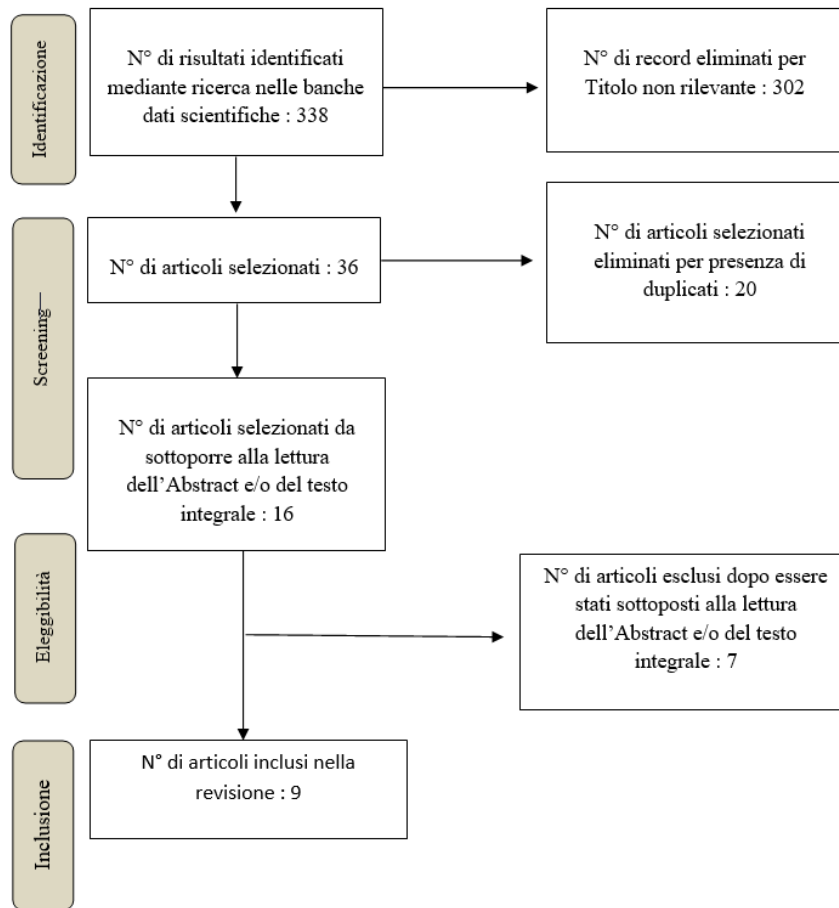 Identificazione
N° di risultati identificati
mediante ricerca nelle banche
dati scientifiche : 338
N° di record eliminati per
Titolo non rilevante : 302
Screening—
N° di articoli selezionati : 36
N° di articoli selezionati
eliminati per presenza di
duplicati : 20
N° di articoli selezionati da
sottoporre alla lettura
dell'Abstract e/o del testo
integrale : 16
Eleggibilità
N° di articoli esclusi dopo essere
stati sottoposti alla lettura
dell'Abstract e/o del testo
integrale : 7
Inclusione
N° di articoli inclusi nella
revisione : 9